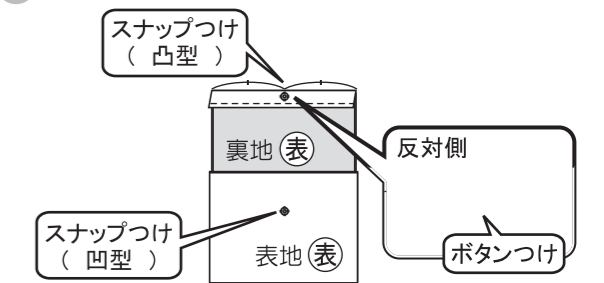 スナップつけ
（ 凸型 ）
裏地 表
反対側
スナップつけ
（ 凹型 ）
表地 表
ボタンつけ